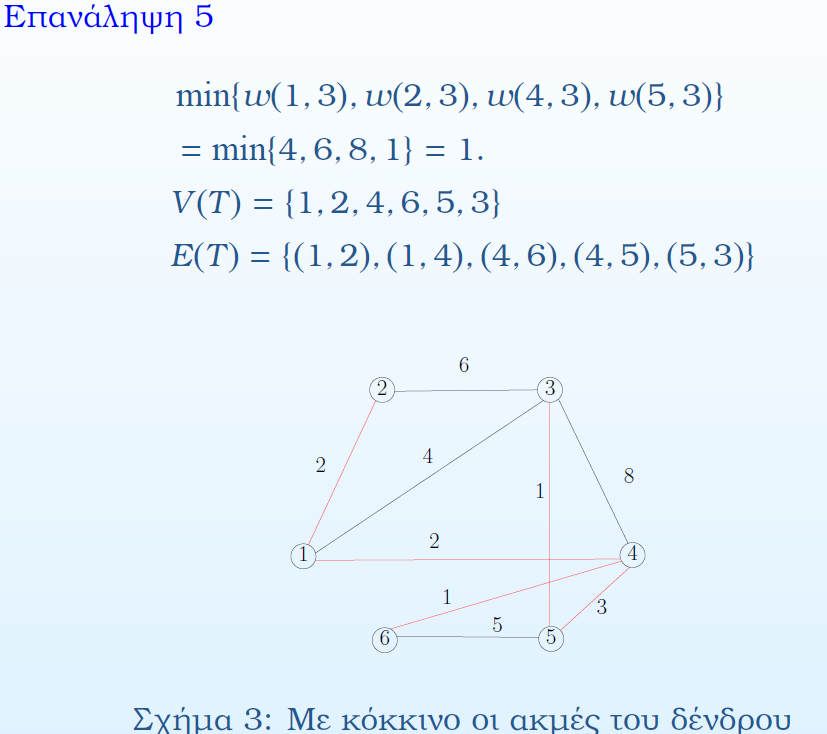 Επανάληψη 5
min{w(1, 3), w(2, 3), w(4, 3), w(5, 3)}
= min{4, 6, 8, 1} = 1.
V(T) = {1, 2, 4, 6, 5, 3}
E(T) = {(1, 2), (1, 4), (4, 6), (4, 5), (5, 3)}
6
2 3
2 4 8
1
2
1 4
1 3
5
6 5
Σχήμα 3: Με κόκκινο οι ακμές του δένδρου